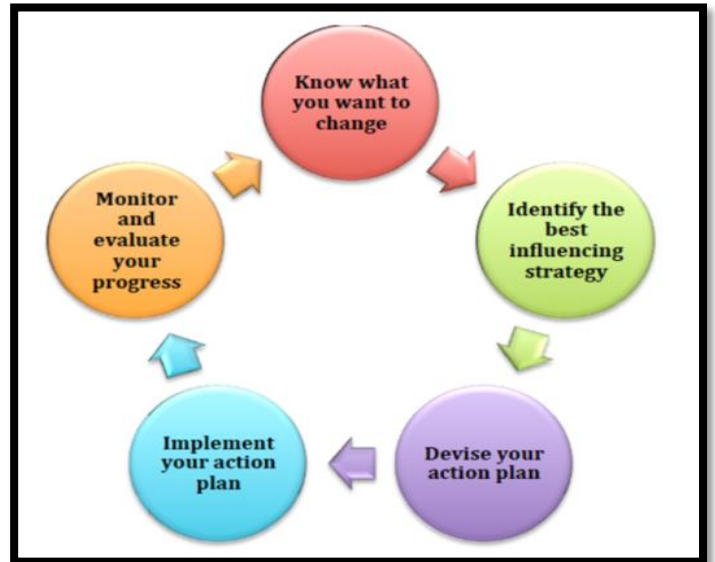 Know what
you want to
change
Identify the
best
influencing
strategy
Devise your
action plan
Implement
your action
plan
Monitor
and
evaluate
your
progress